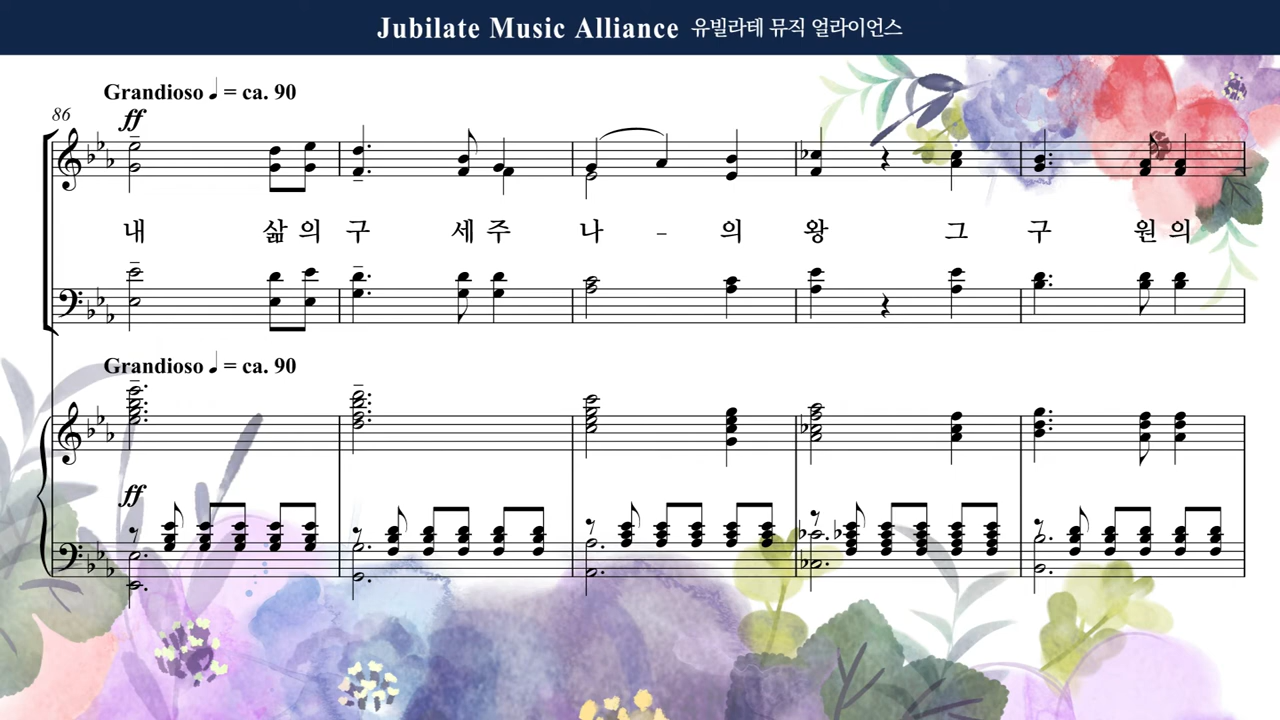 Jubilate Music Alliance 유빌라테 뮤직 얼라이언스
Grandioso ♩ = ca. 90
86
ff
내 삶의 구 세주 나 - 의 왕 그 구 원의
Grandioso ♩ = ca. 90
ff